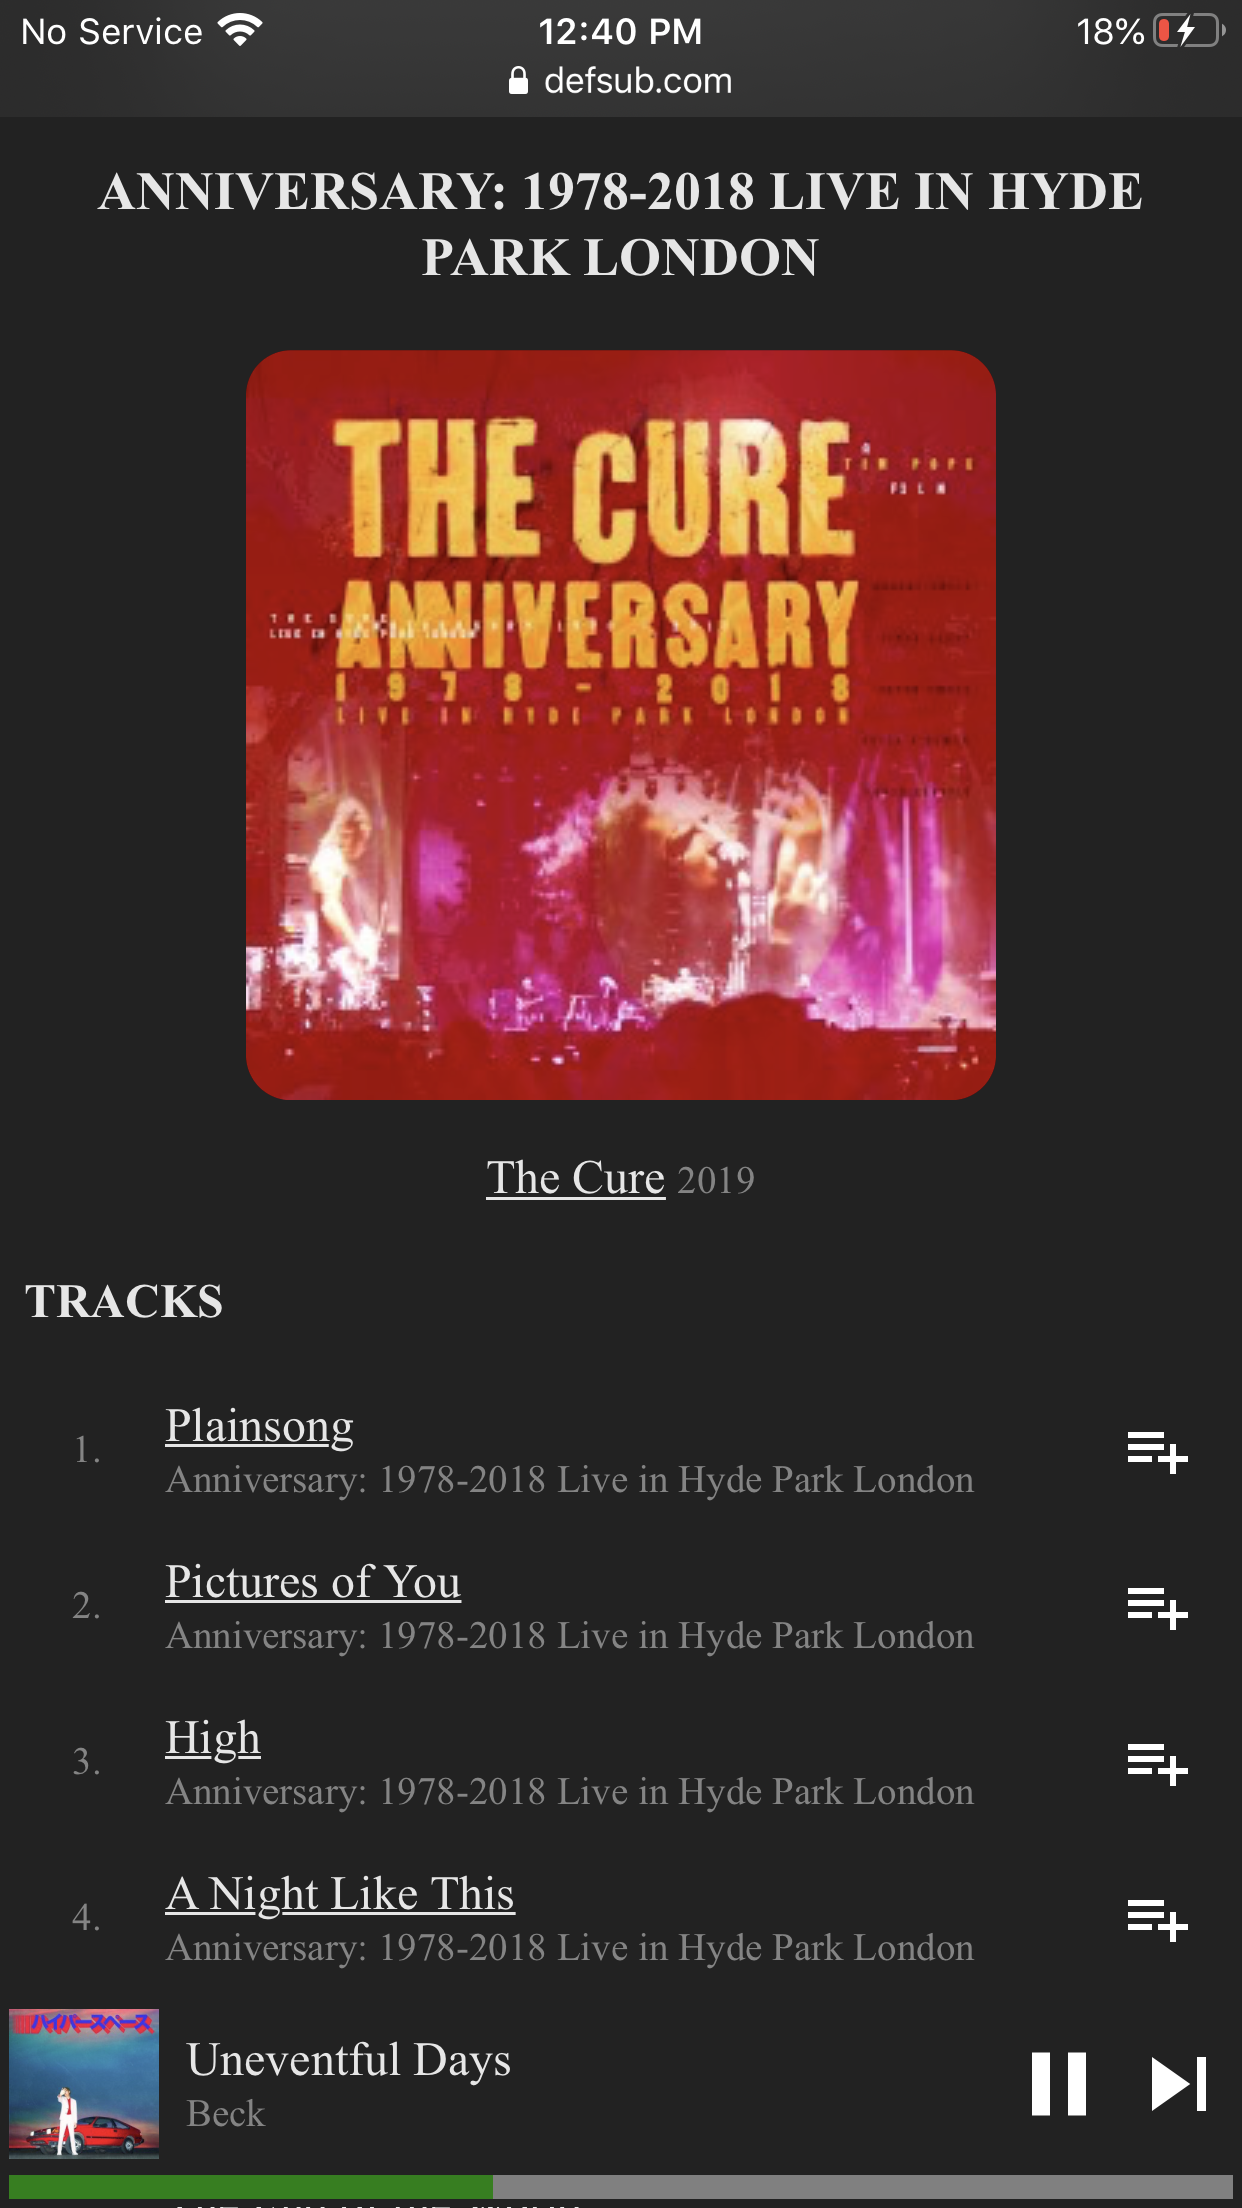 No Service
12:40 PM
18%
defsub.com
ANNIVERSARY: 1978-2018 LIVE IN HYDE
PARK LONDON
THE CURE
TIM POPE
FILM
ANNIVERSARY
1978-2018
LIVE IN HYDE PARK LONDON
The Cure 2019
TRACKS
1.
Plainsong
Anniversary: 1978-2018 Live in Hyde Park London
2.
Pictures of You
Anniversary: 1978-2018 Live in Hyde Park London
3.
High
Anniversary: 1978-2018 Live in Hyde Park London
4.
A Night Like This
Anniversary: 1978-2018 Live in Hyde Park London
ハイパースペース
Uneventful Days
Beck